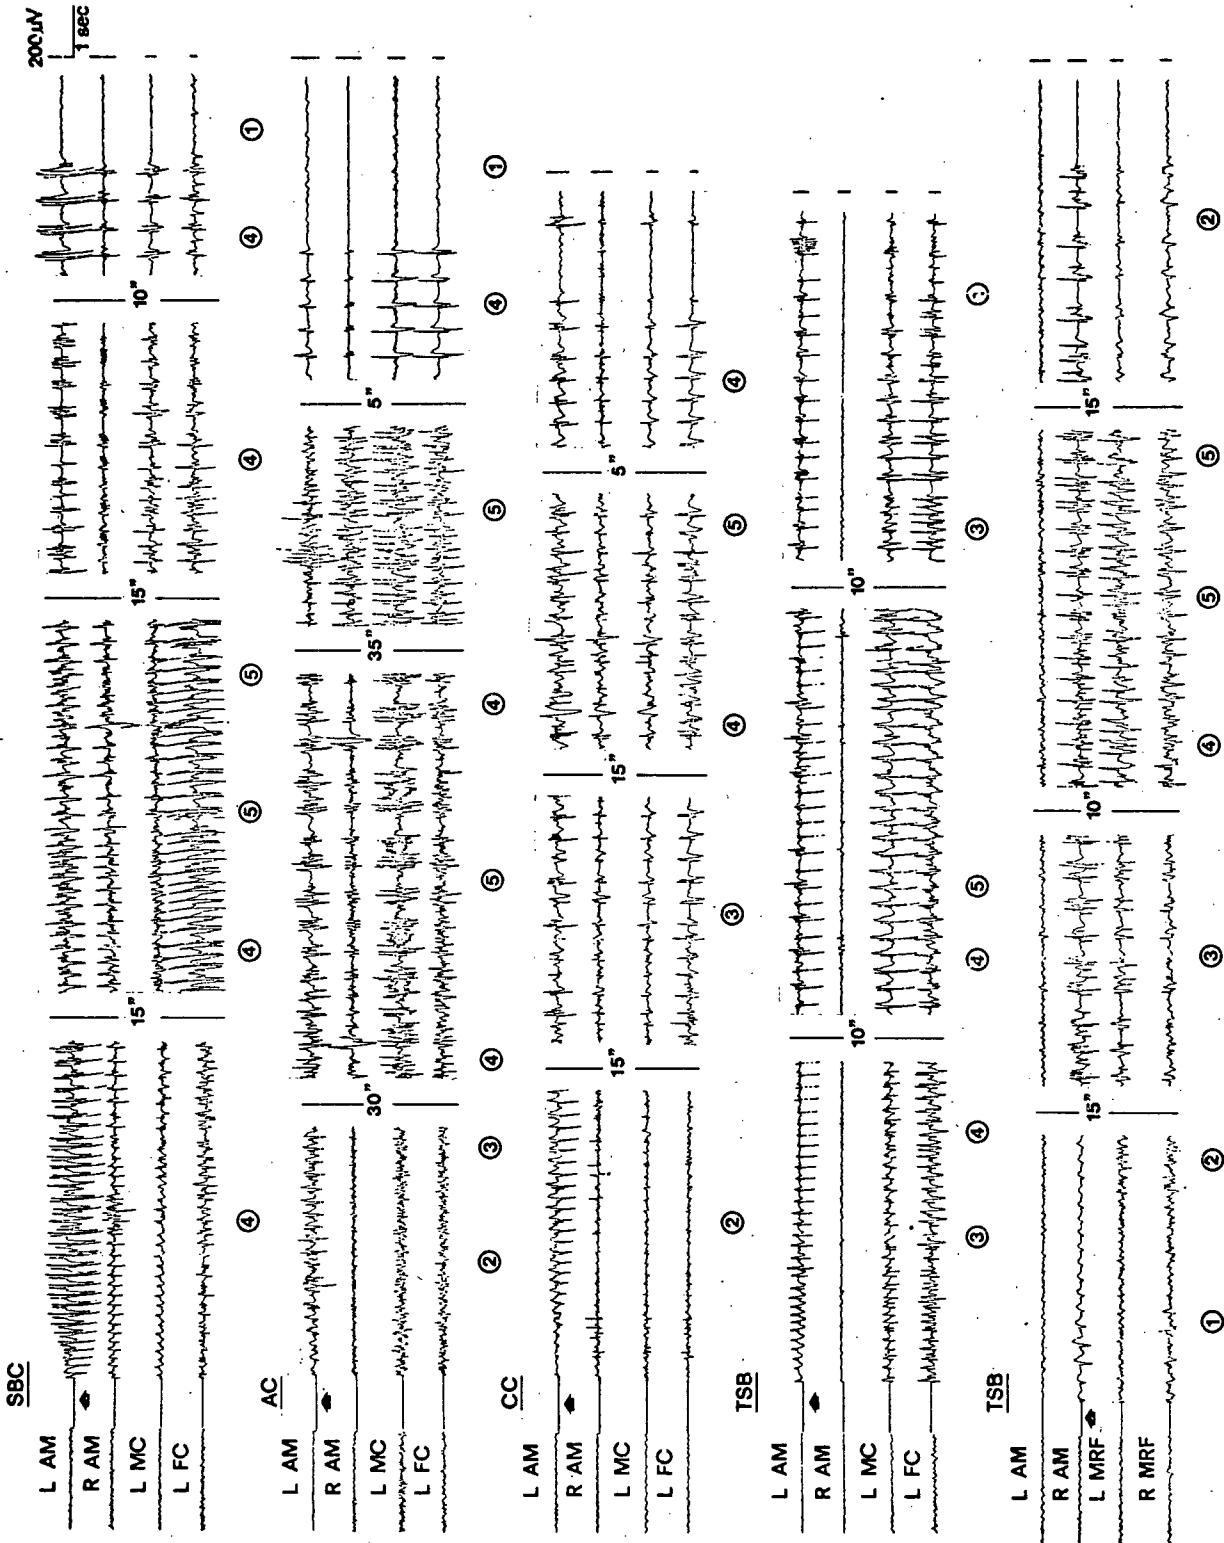 SBC
200µV
1 sec
L AM
R AM
L MC
L FC
15" 15" 10"
④ ④ ⑤ ⑤ ④ ④ ①
AC
L AM
R AM
L MC
L FC
30" 35" 5"
② ③ ④ ⑤ ④ ⑤ ④ ①
CC
L AM
R AM
L MC
L FC
15" 15" 5"
② ③ ④ ⑤ ④
TSB
L AM
R AM
L MC
L FC
10" 10"
③ ④ ④ ⑤ ③
TSB
L AM
R AM
L MRF
R MRF
15" 10" 15"
① ② ③ ④ ⑤ ⑤ ②